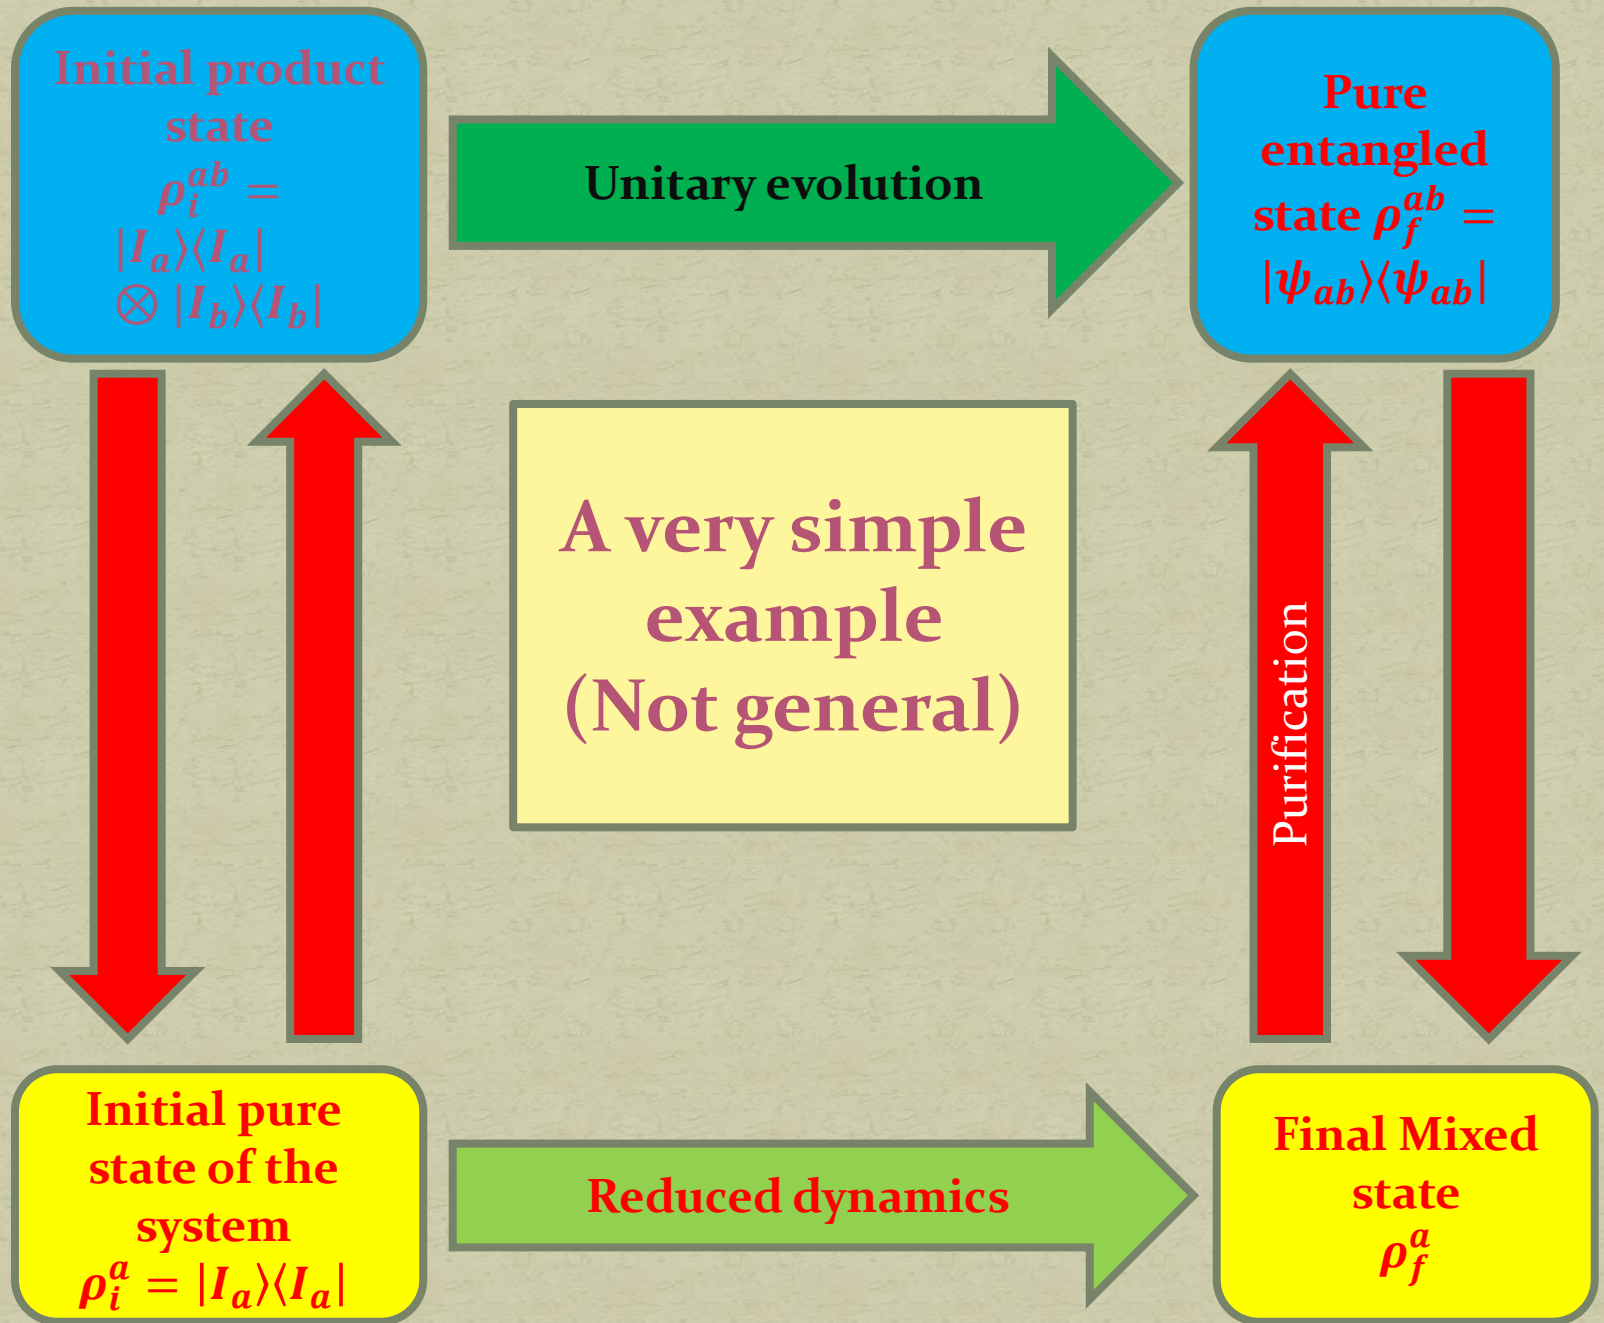 Initial product
state
ρ_i^{ab} =
|I_a⟩⟨I_a|
⊗ |I_b⟩⟨I_b|
Unitary evolution
Pure
entangled
state ρ_f^{ab} =
|ψ_{ab}⟩⟨ψ_{ab}|
A very simple
example
(Not general)
Purification
Initial pure
state of the
system
ρ_i^a = |I_a⟩⟨I_a|
Reduced dynamics
Final Mixed
state
ρ_f^a